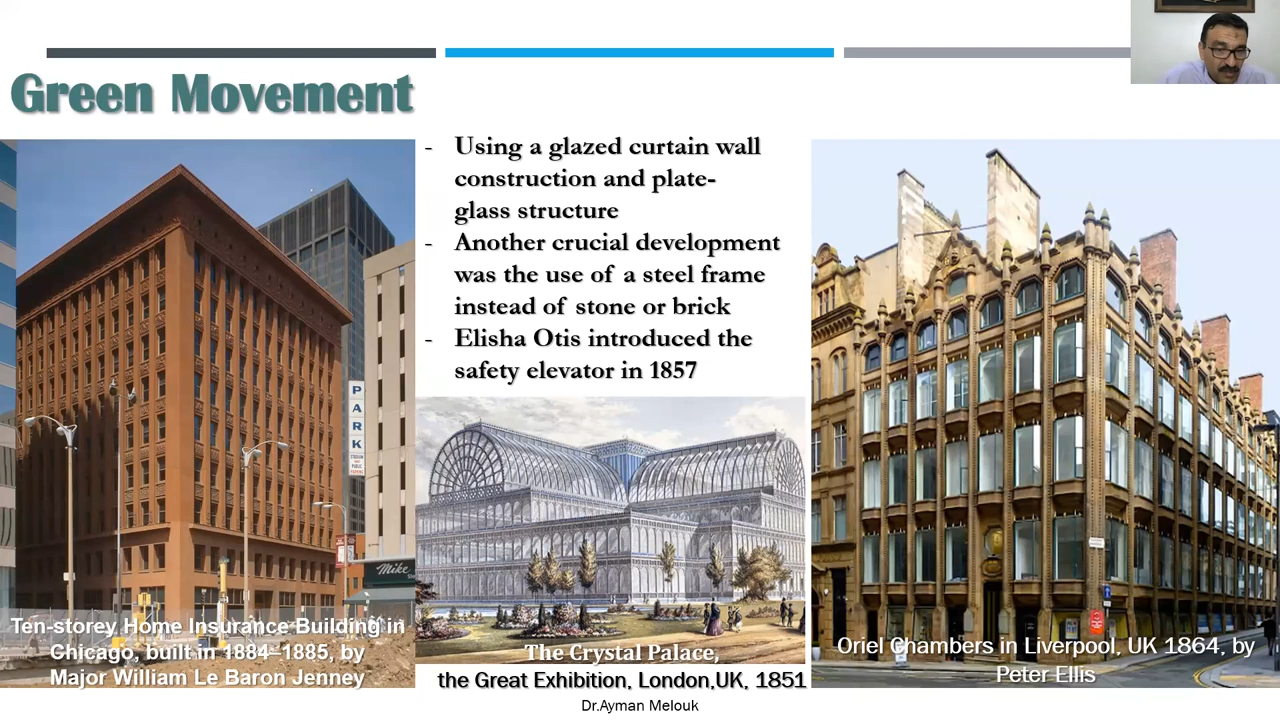 Green Movement
- Using a glazed curtain wall
construction and plate-
glass structure
- Another crucial development
was the use of a steel frame
instead of stone or brick
- Elisha Otis introduced the
safety elevator in 1857
PARK
Mike
Ten-storey Home Insurance Building in
Chicago, built in 1884–1885, by
Major William Le Baron Jenney
The Crystal Palace,
the Great Exhibition, London,UK, 1851
Oriel Chambers in Liverpool, UK 1864, by
Peter Ellis
Dr.Ayman Melouk